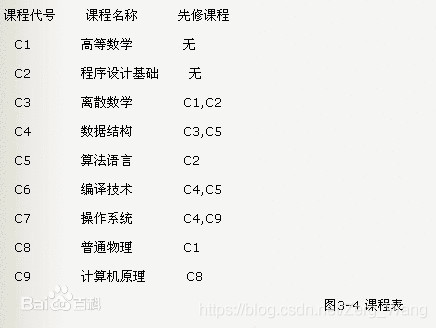 课程代号 课程名称 先修课程
C1 高等数学 无
C2 程序设计基础 无
C3 离散数学 C1,C2
C4 数据结构 C3,C5
C5 算法语言 C2
C6 编译技术 C4,C5
C7 操作系统 C4,C9
C8 普通物理 C1
C9 计算机原理 C8
Bai百科
图3-4 课程表